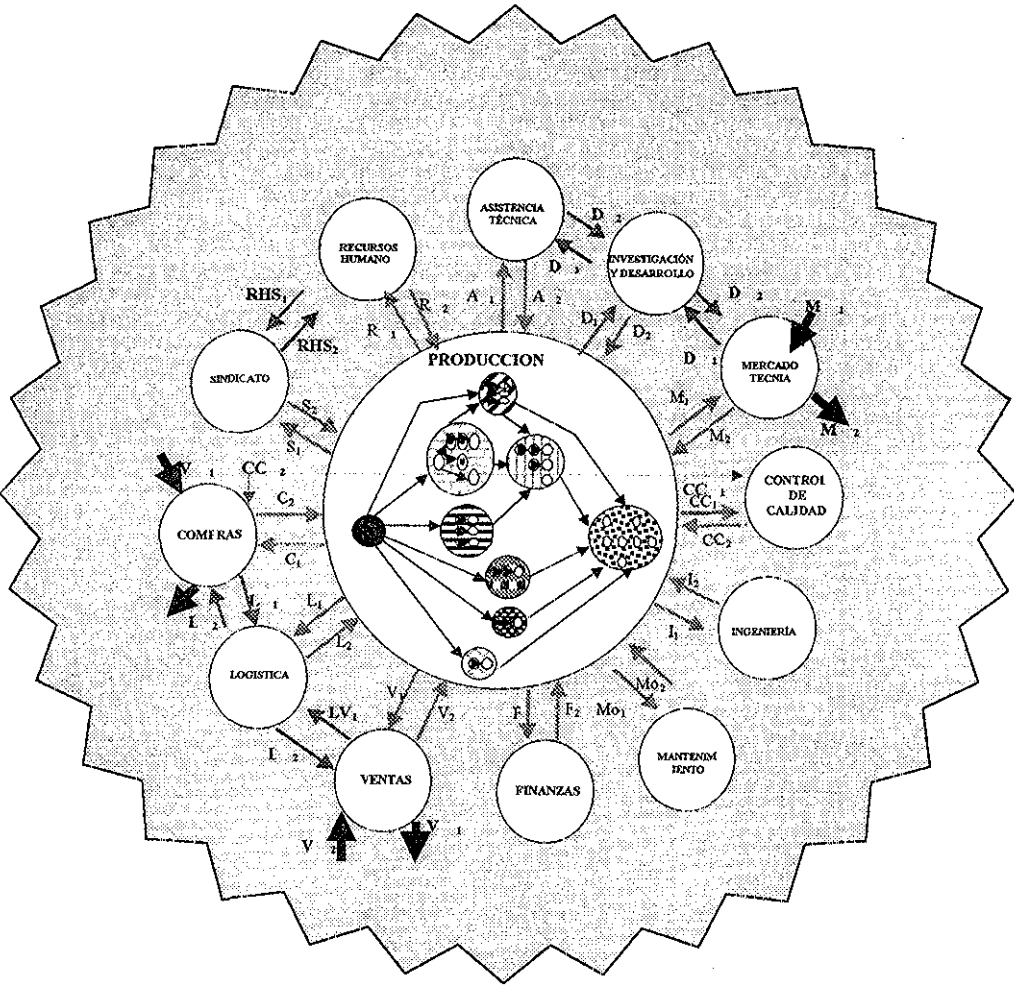 ASISTENCIA
TÉCNICA
D 2
D 1
RECURSOS
HUMANO
INVESTIGACIÓN
Y DESARROLLO
RHS1
RHS2
R 2
R 1
A 1
A 2
D1
D2
D 2
D 1
M 1
MERCADO
TECNIA
M 2
SINDICATO
PRODUCCION
S2
S1
M1
M2
V 1
CC 2
C2
COMPRAS
C1
CC 1
CC1
CC2
CONTROL
DE
CALIDAD
L 1
L 2
L1
L2
I2
I1
INGENIERÍA
LOGISTICA
LV1
L 2
V1
V2
F
F2
Mo2
Mo1
MANTENIM
IENTO
VENTAS
FINANZAS
V 2
V 1